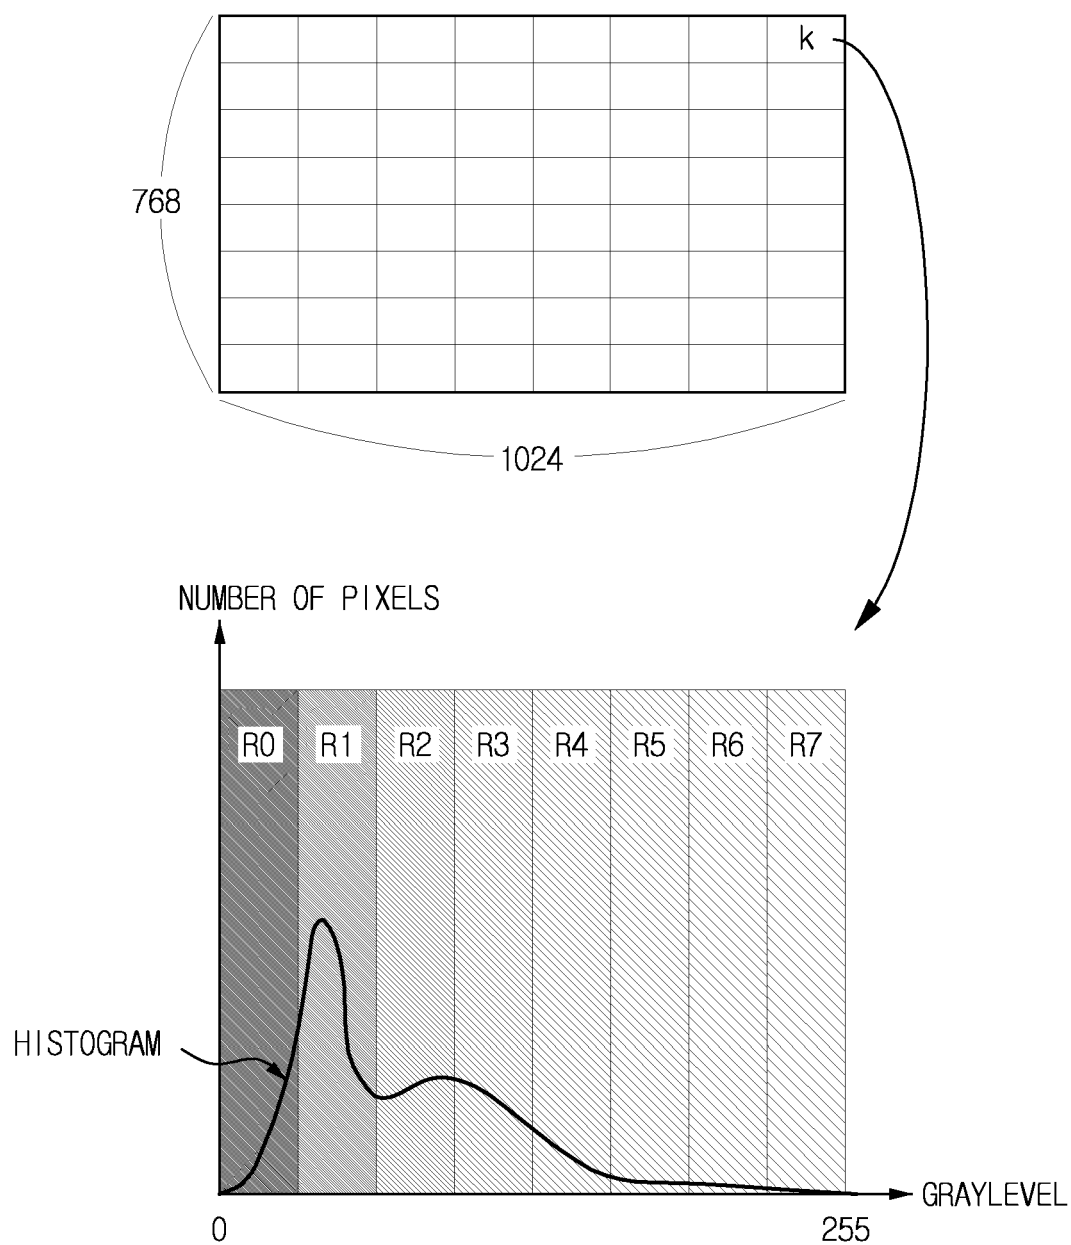 k
768
1024
NUMBER OF PIXELS
R0 R1 R2 R3 R4 R5 R6 R7
HISTOGRAM
GRAYLEVEL
0 255